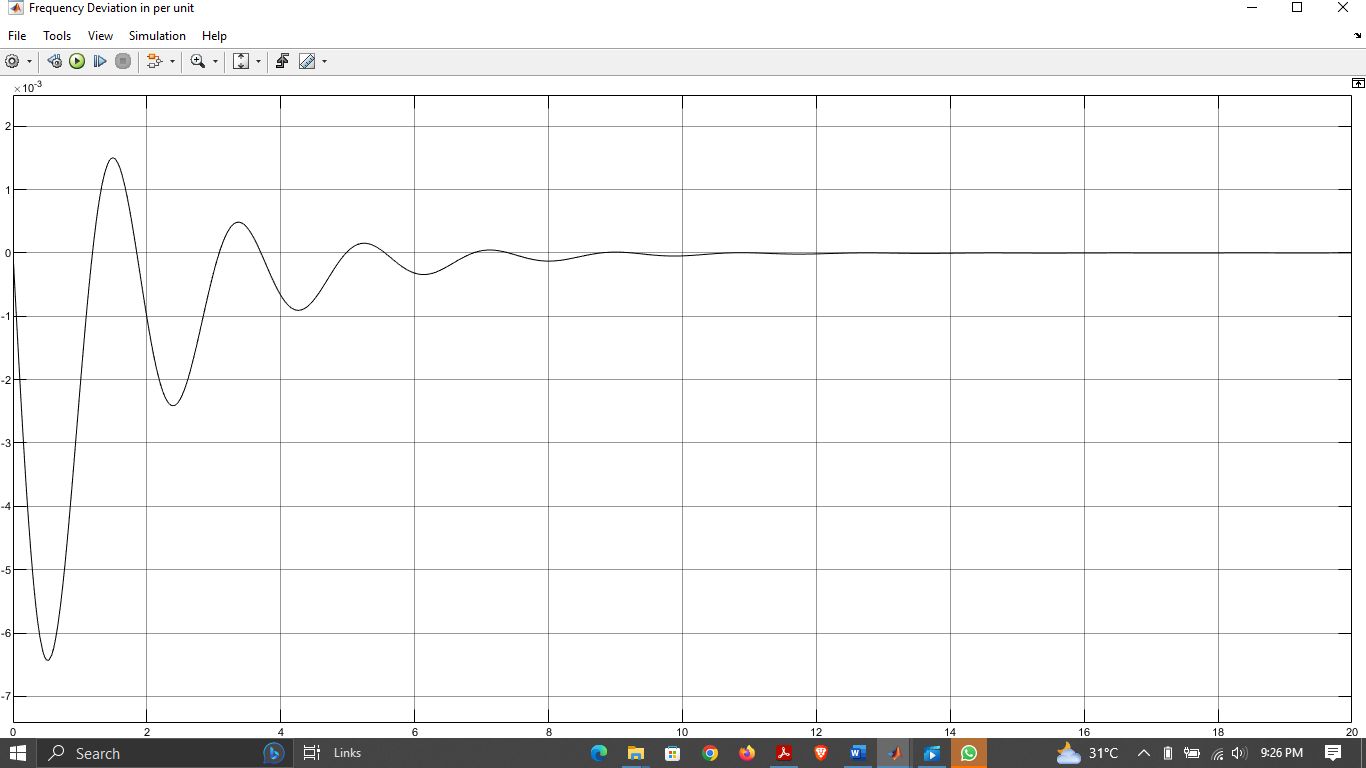 Frequency Deviation in per unit
File Tools View Simulation Help
×10-3
2
1
0
-1
-2
-3
-4
-5
-6
-7
0 2 4 6 8 10 12 14 16 18 20
Search Links 31°C 9:26 PM